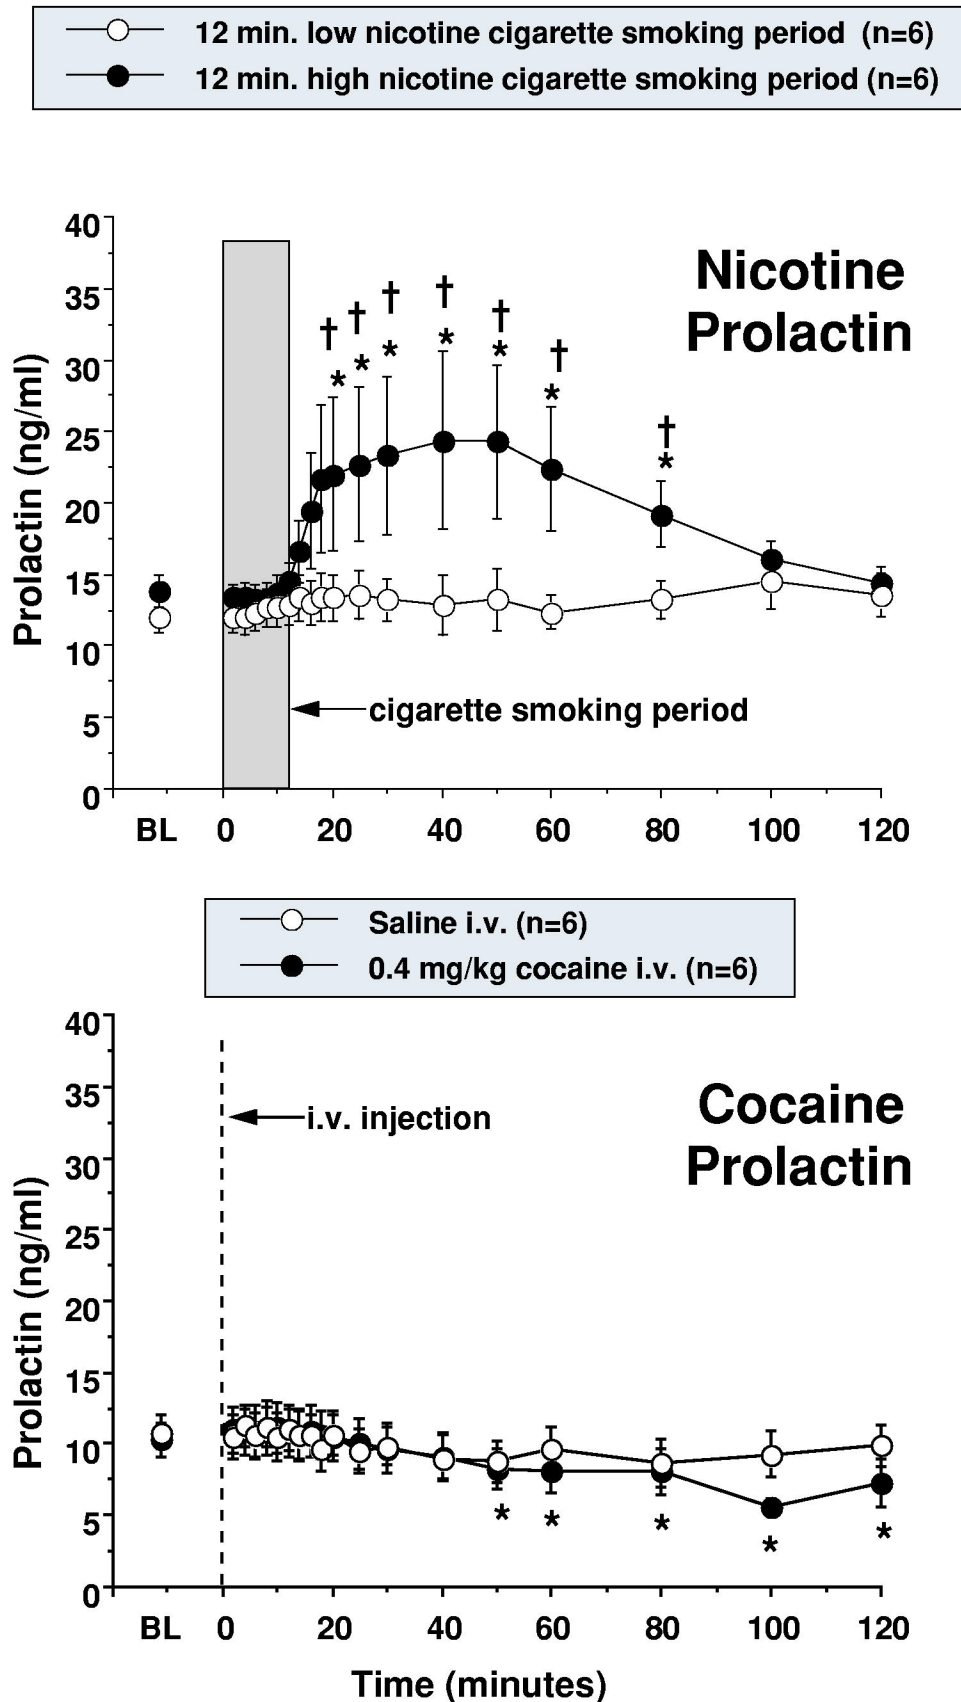 12 min. low nicotine cigarette smoking period (n=6)
12 min. high nicotine cigarette smoking period (n=6)
Nicotine
Prolactin
Prolactin (ng/ml)
40
35
30
25
20
15
10
5
0
† † † † † † †
* * * * * * *
cigarette smoking period
BL 0 20 40 60 80 100 120
Saline i.v. (n=6)
0.4 mg/kg cocaine i.v. (n=6)
Cocaine
Prolactin
Prolactin (ng/ml)
40
35
30
25
20
15
10
5
0
i.v. injection
* * * * *
BL 0 20 40 60 80 100 120
Time (minutes)